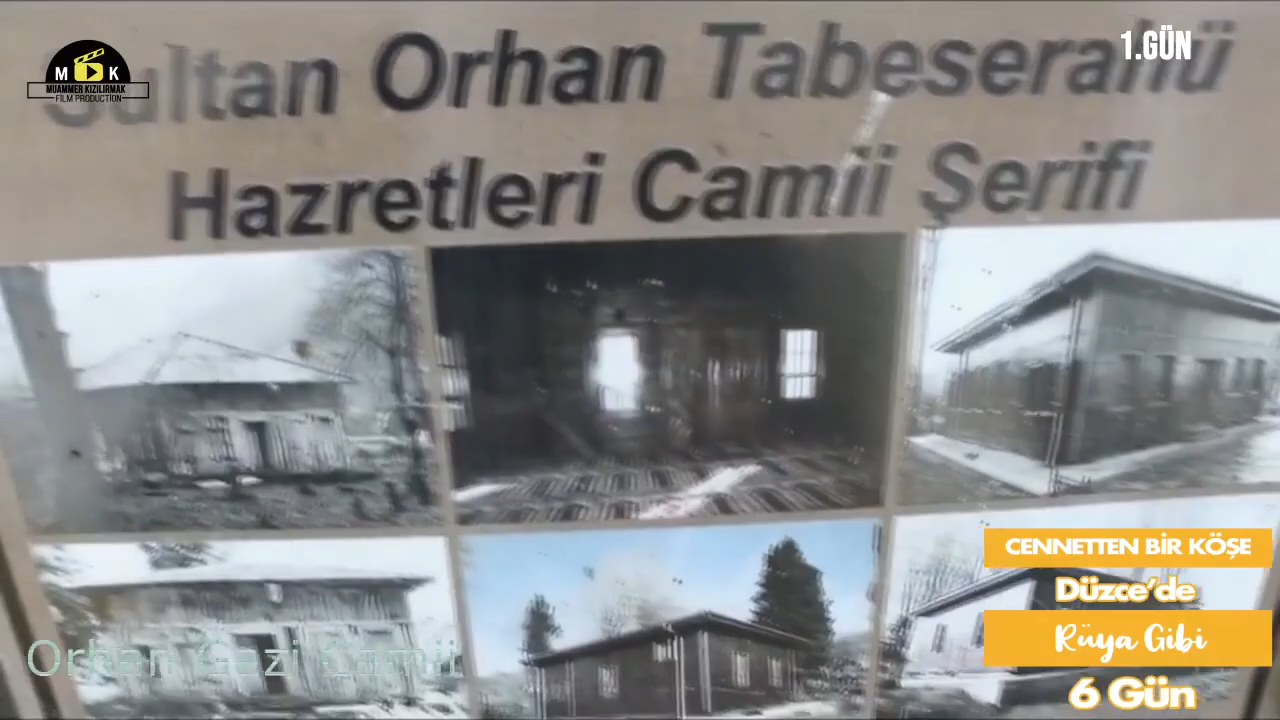 1.GÜN
M K
MUAMMER KIZILIRMAK
FILM PRODUCTION
Sultan Orhan Tabeserahü
Hazretleri Camii Şerifi
CENNETTEN BİR KÖŞE
Düzce'de
Rüya Gibi
6 Gün
Orhan Gazi Camii